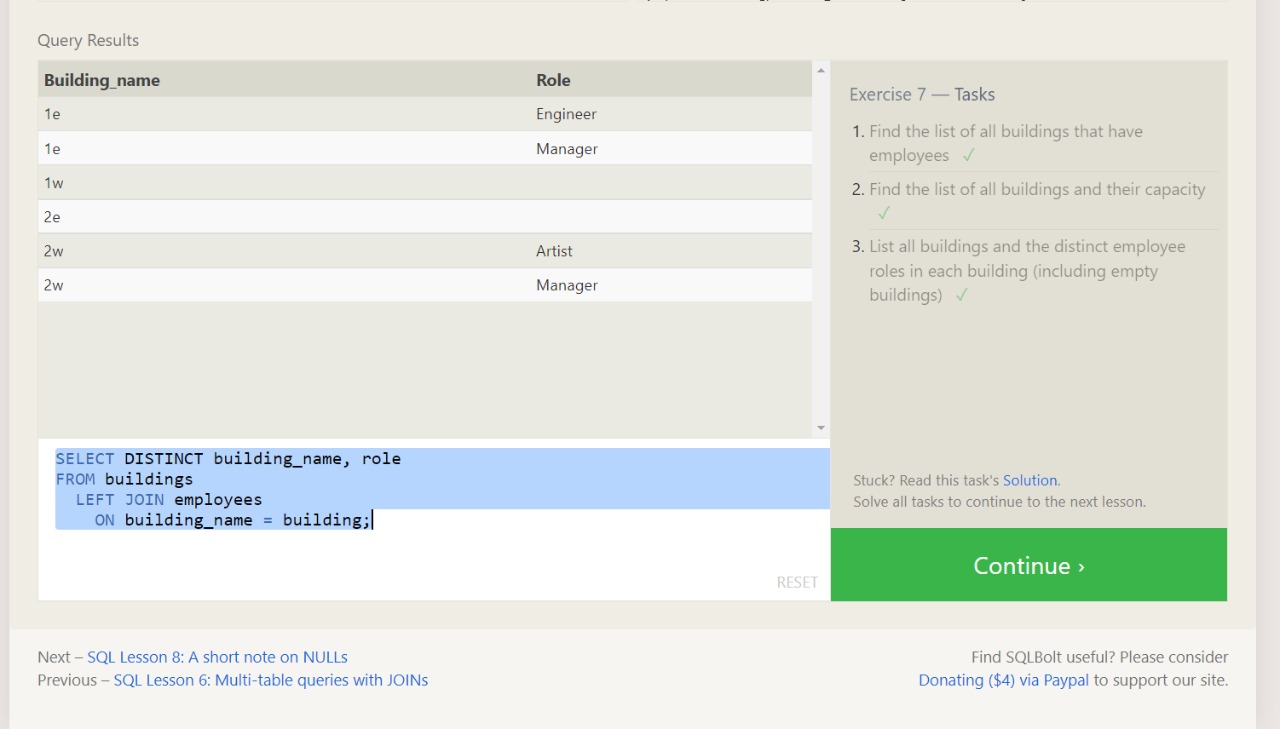 Query Results
Building_name Role
1e Engineer
1e Manager
1w
2e
2w Artist
2w Manager
SELECT DISTINCT building_name, role
FROM buildings
LEFT JOIN employees
ON building_name = building;
RESET
Exercise 7 — Tasks
1. Find the list of all buildings that have
employees ✓
2. Find the list of all buildings and their capacity
✓
3. List all buildings and the distinct employee
roles in each building (including empty
buildings) ✓
Stuck? Read this task's Solution.
Solve all tasks to continue to the next lesson.
Continue ›
Next – SQL Lesson 8: A short note on NULLs
Previous – SQL Lesson 6: Multi-table queries with JOINs
Find SQLBolt useful? Please consider
Donating ($4) via Paypal to support our site.